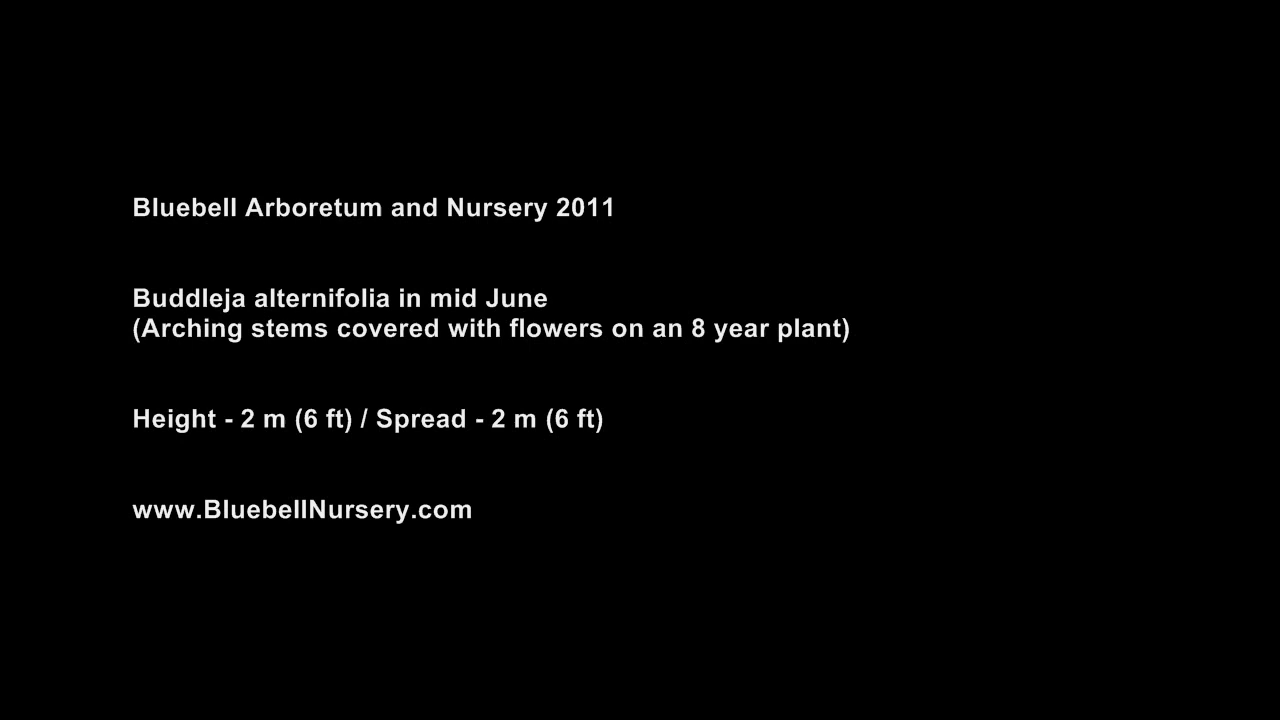 Bluebell Arboretum and Nursery 2011
Buddleja alternifolia in mid June
(Arching stems covered with flowers on an 8 year plant)
Height - 2 m (6 ft) / Spread - 2 m (6 ft)
www.BluebellNursery.com